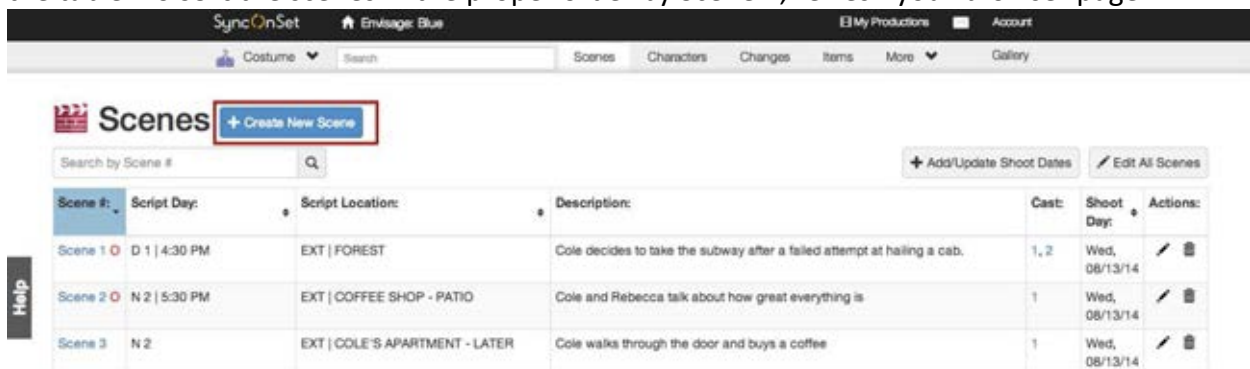 SyncOnSet Envisage: Blue My Productions Account
Costume Search Scenes Characters Changes Items More Gallery
Scenes + Create New Scene
Search by Scene # + Add/Update Shoot Dates Edit All Scenes
Scene #: Script Day: Script Location: Description: Cast: Shoot Day: Actions:
Scene 1 O D 1 | 4:30 PM EXT | FOREST Cole decides to take the subway after a failed attempt at hailing a cab. 1, 2 Wed, 08/13/14
Scene 2 O N 2 | 5:30 PM EXT | COFFEE SHOP - PATIO Cole and Rebecca talk about how great everything is 1 Wed, 08/13/14
Scene 3 N 2 EXT | COLE'S APARTMENT - LATER Cole walks through the door and buys a coffee 1 Wed, 08/13/14
Help